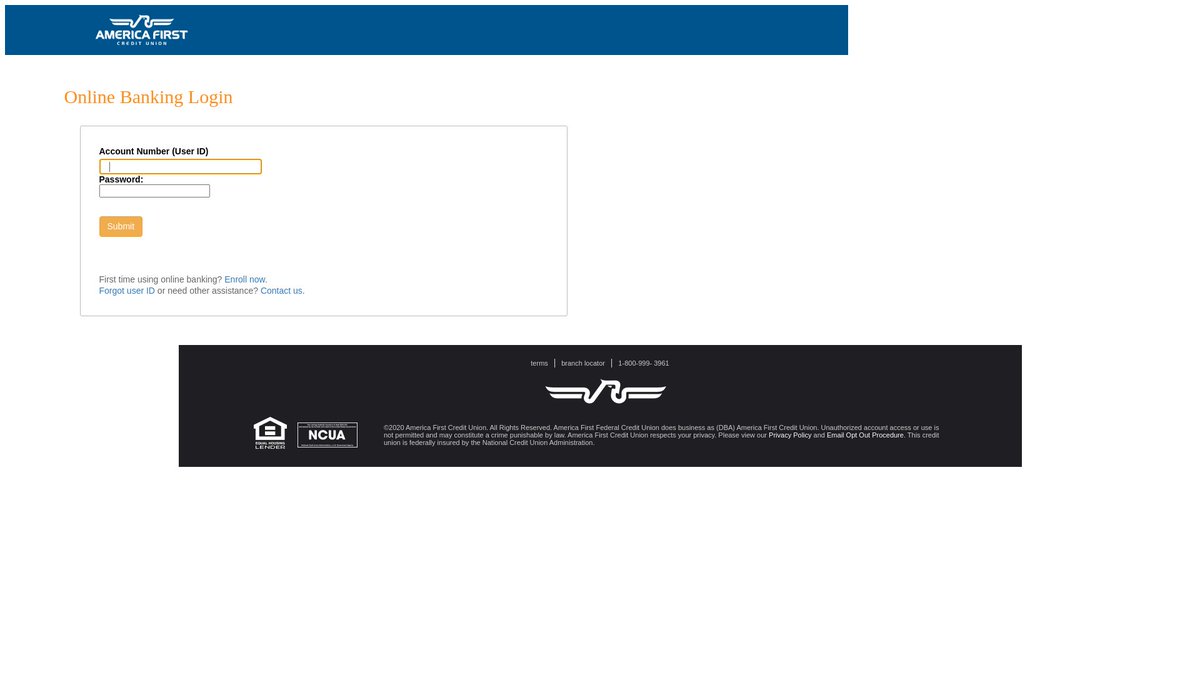 AMERICA FIRST
CREDIT UNION
Online Banking Login
Account Number (User ID)
Password:
Submit
First time using online banking? Enroll now.
Forgot user ID or need other assistance? Contact us.
terms
branch locator
1-800-999- 3961
EQUAL HOUSING
LENDER
NCUA
©2020 America First Credit Union. All Rights Reserved. America First Federal Credit Union does business as (DBA) America First Credit Union. Unauthorized account access or use is
not permitted and may constitute a crime punishable by law. America First Credit Union respects your privacy. Please view our Privacy Policy and Email Opt Out Procedure. This credit
union is federally insured by the National Credit Union Administration.